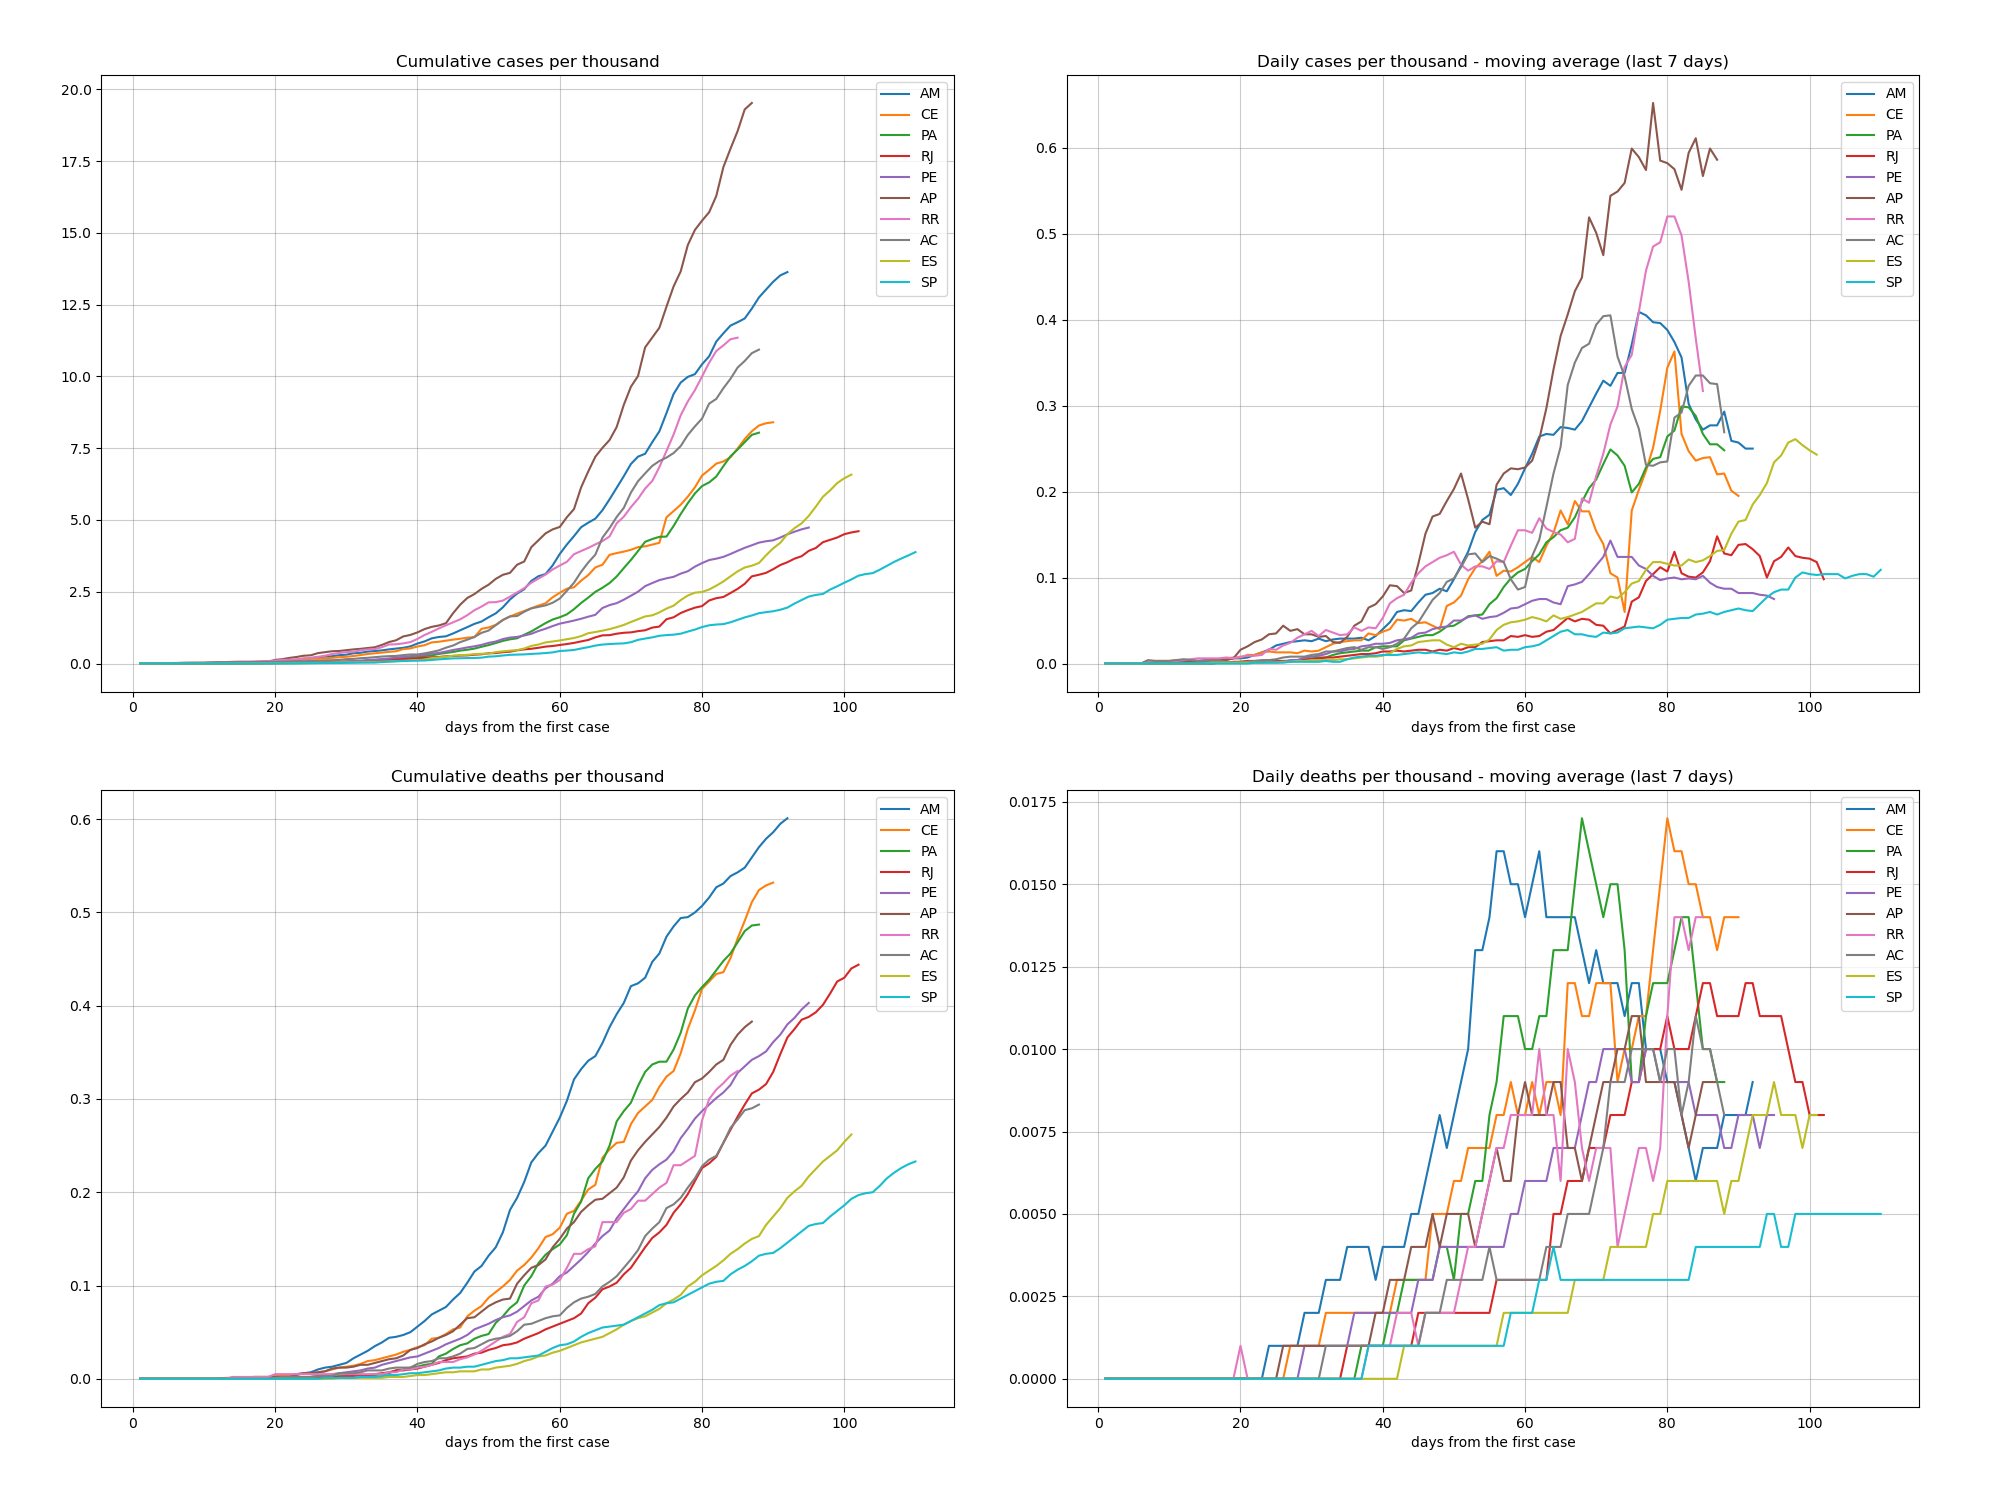 Cumulative cases per thousand
20.0
17.5
15.0
12.5
10.0
7.5
5.0
2.5
0.0
0 20 40 60 80 100
days from the first case
AM
CE
PA
RJ
PE
AP
RR
AC
ES
SP
Daily cases per thousand - moving average (last 7 days)
0.6
0.5
0.4
0.3
0.2
0.1
0.0
0 20 40 60 80 100
days from the first case
AM
CE
PA
RJ
PE
AP
RR
AC
ES
SP
Cumulative deaths per thousand
0.6
0.5
0.4
0.3
0.2
0.1
0.0
0 20 40 60 80 100
days from the first case
AM
CE
PA
RJ
PE
AP
RR
AC
ES
SP
Daily deaths per thousand - moving average (last 7 days)
0.0175
0.0150
0.0125
0.0100
0.0075
0.0050
0.0025
0.0000
0 20 40 60 80 100
days from the first case
AM
CE
PA
RJ
PE
AP
RR
AC
ES
SP